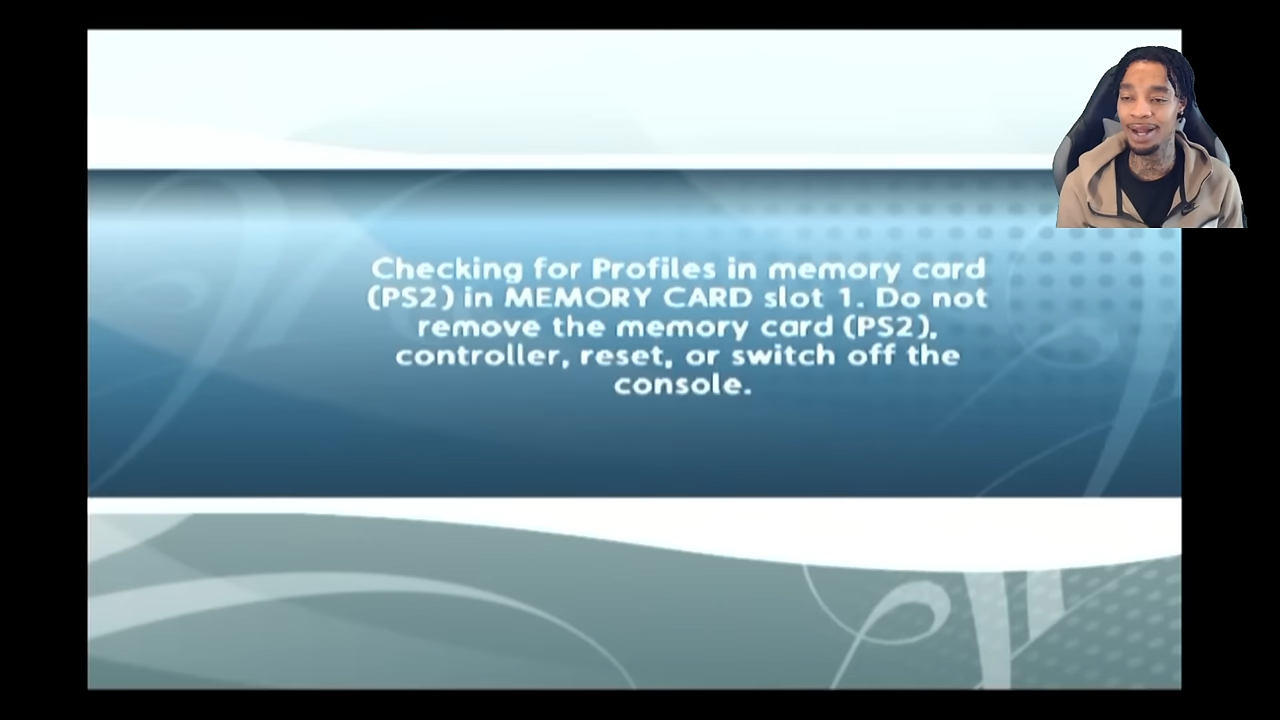 Checking for Profiles in memory card
(PS2) in MEMORY CARD slot 1. Do not
remove the memory card (PS2),
controller, reset, or switch off the
console.